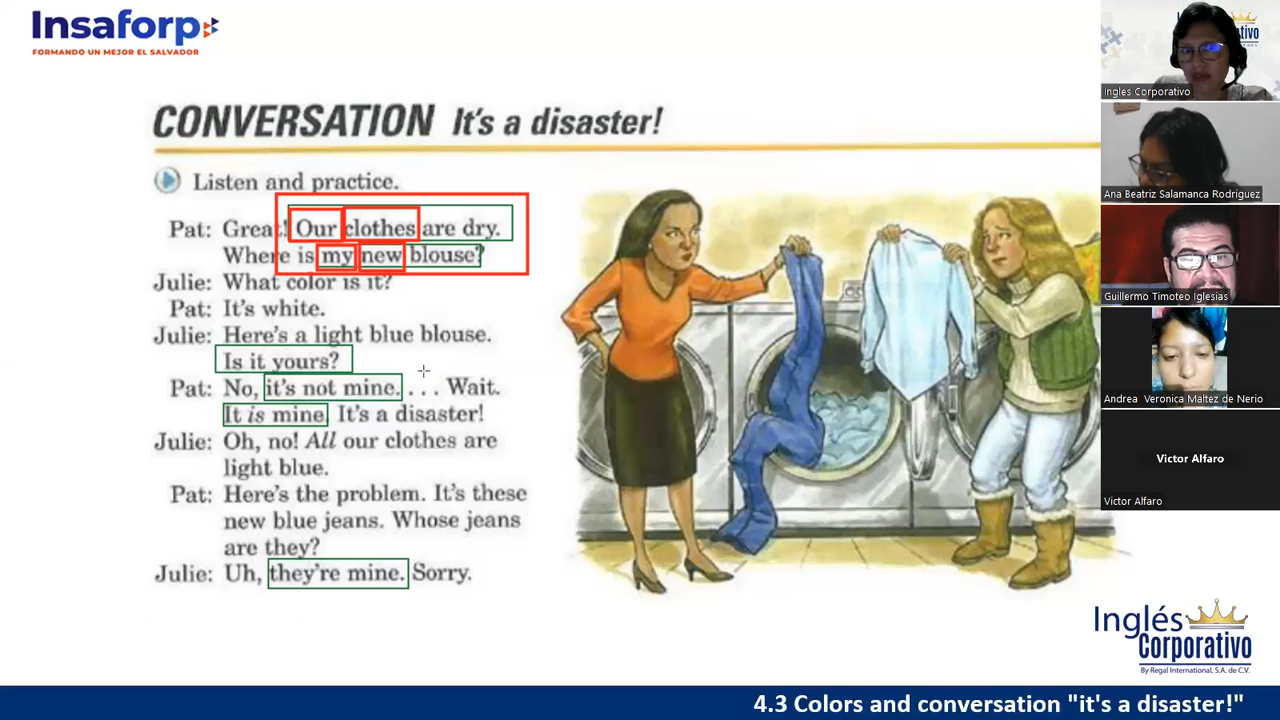 Insaforp
FORMANDO UN MEJOR EL SALVADOR
CONVERSATION It's a disaster!
Listen and practice.
Pat: Great! Our clothes are dry.
Where is my new blouse?
Julie: What color is it?
Pat: It's white.
Julie: Here's a light blue blouse.
Is it yours?
Pat: No, it's not mine. . . . Wait.
It is mine. It's a disaster!
Julie: Oh, no! All our clothes are
light blue.
Pat: Here's the problem. It's these
new blue jeans. Whose jeans
are they?
Julie: Uh, they're mine. Sorry.
Ingles Corporativo
Ana Beatriz Salamanca Rodriguez
Guillermo Timoteo Iglesias
Andrea Veronica Maltez de Nerio
Victor Alfaro
Victor Alfaro
Inglés
Corporativo
By Regal International, S.A. de C.V.
4.3 Colors and conversation "it's a disaster!"